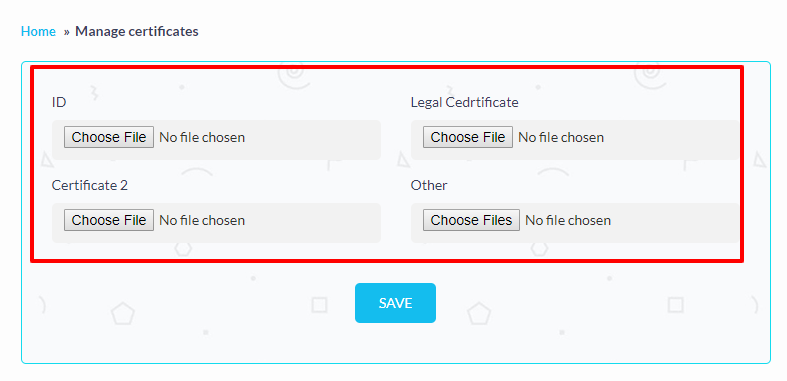 Home » Manage certificates
ID
Legal Cedrtificate
Choose File No file chosen
Choose File No file chosen
Certificate 2
Other
Choose File No file chosen
Choose Files No file chosen
SAVE